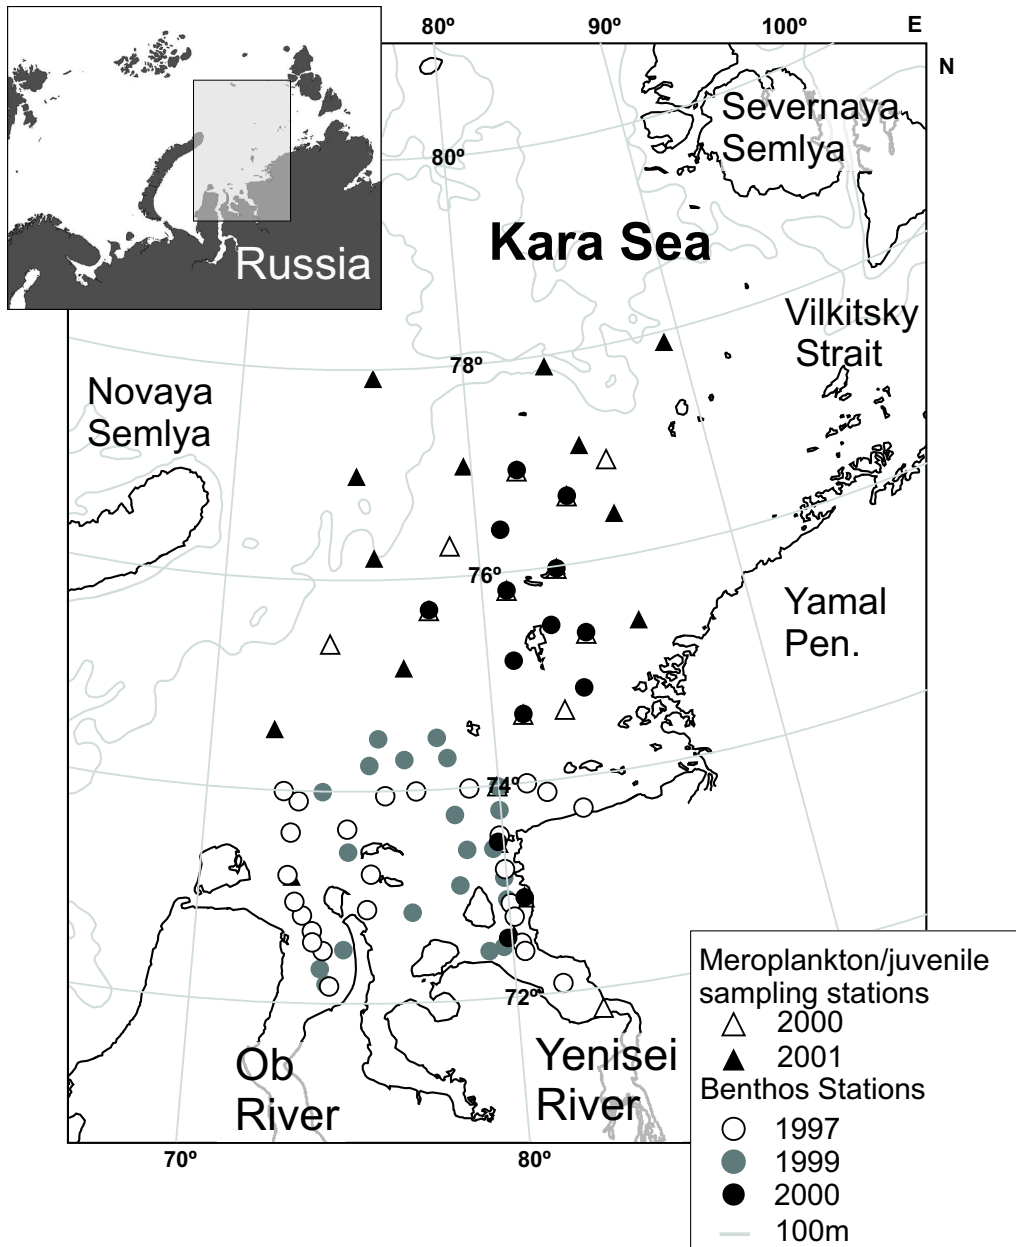 80º
90º
100º
E
N
Severnaya
Semlya
80º
Kara Sea
Russia
Vilkitsky
Strait
78º
Novaya
Semlya
76º
Yamal
Pen.
74º
72º
Ob
River
Yenisei
River
70º
80º
Meroplankton/juvenile
sampling stations
2000
2001
Benthos Stations
1997
1999
2000
100m